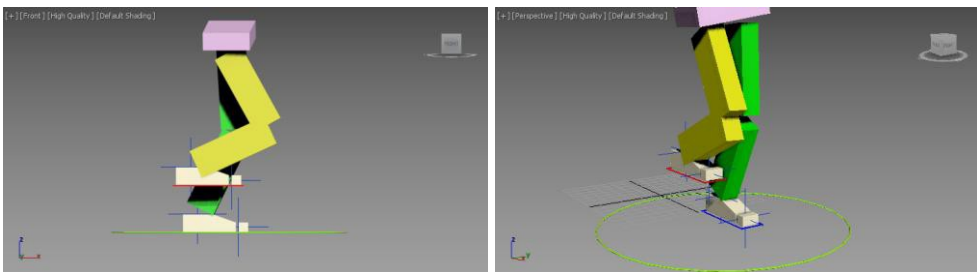 [+] [Front] [High Quality] [Default Shading]
[+] [Perspective] [High Quality] [Default Shading]
z
x
z